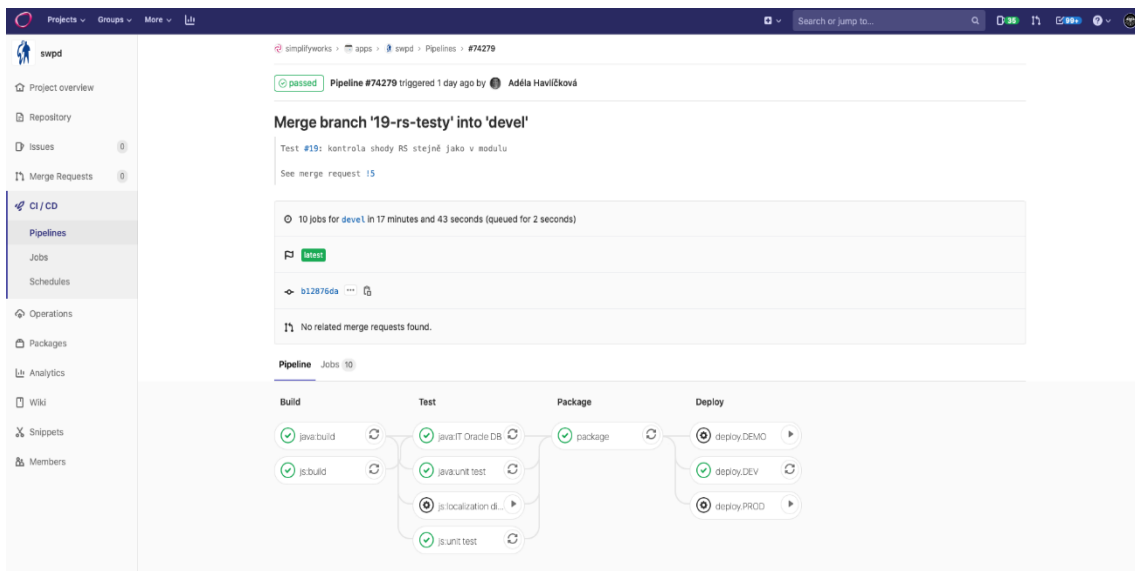 Projects Groups More Search or jump to... 35 99+
swpd
simplifyworks > apps > swpd > Pipelines > #74279
Project overview
passed Pipeline #74279 triggered 1 day ago by Adéla Havlíčková
Repository
Issues 0
Merge Requests 0
CI / CD
Pipelines
Jobs
Schedules
Operations
Packages
Analytics
Wiki
Snippets
Members
Merge branch '19-rs-testy' into 'devel'
Test #19: kontrola shody RS stejně jako v modulu
See merge request !5
10 jobs for devel in 17 minutes and 43 seconds (queued for 2 seconds)
latest
b12876da ...
No related merge requests found.
Pipeline Jobs 10
Build Test Package Deploy
java:build java:IT Oracle DB package deploy.DEMO
js:build java:unit test deploy.DEV
js:localization di... deploy.PROD
js:unit test